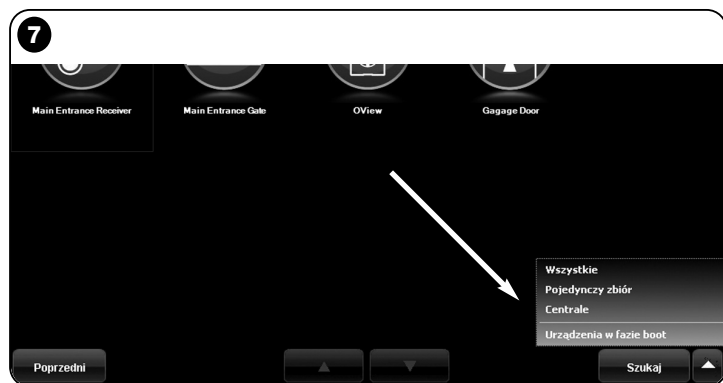 7
Main Entrance Receiver
Main Entrance Gate
OView
Gagage Door
Wszystkie
Pojedynczy zbiór
Centrale
Urządzenia w fazie boot
Poprzedni
Szukaj